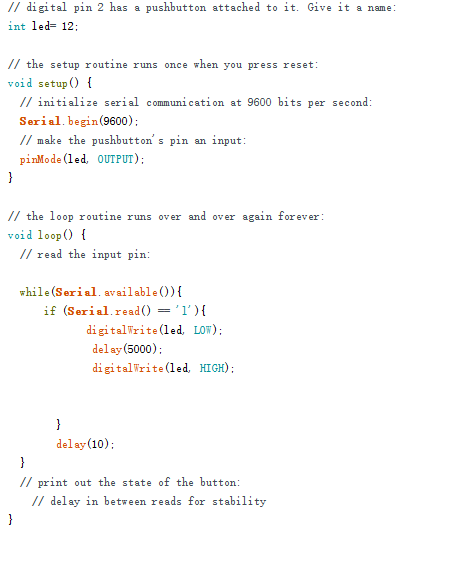 // digital pin 2 has a pushbutton attached to it. Give it a name:
int led= 12;
// the setup routine runs once when you press reset:
void setup() {
// initialize serial communication at 9600 bits per second:
Serial.begin(9600);
// make the pushbutton's pin an input:
pinMode(led, OUTPUT);
}
// the loop routine runs over and over again forever:
void loop() {
// read the input pin:
while(Serial.available()){
if (Serial.read() == '1'){
digitalWrite(led, LOW);
delay(5000);
digitalWrite(led, HIGH);
}
delay(10);
}
// print out the state of the button:
// delay in between reads for stability
}